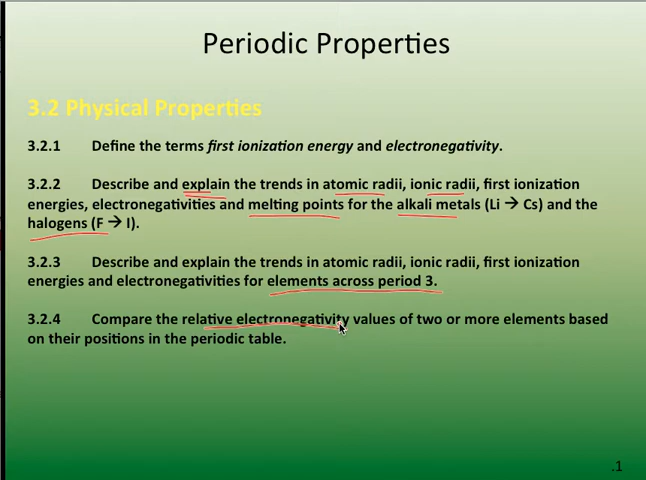 Periodic Properties
3.2 Physical Properties
3.2.1 Define the terms first ionization energy and electronegativity.
3.2.2 Describe and explain the trends in atomic radii, ionic radii, first ionization
energies, electronegativities and melting points for the alkali metals (Li → Cs) and the
halogens (F → I).
3.2.3 Describe and explain the trends in atomic radii, ionic radii, first ionization
energies and electronegativities for elements across period 3.
3.2.4 Compare the relative electronegativity values of two or more elements based
on their positions in the periodic table.
.1